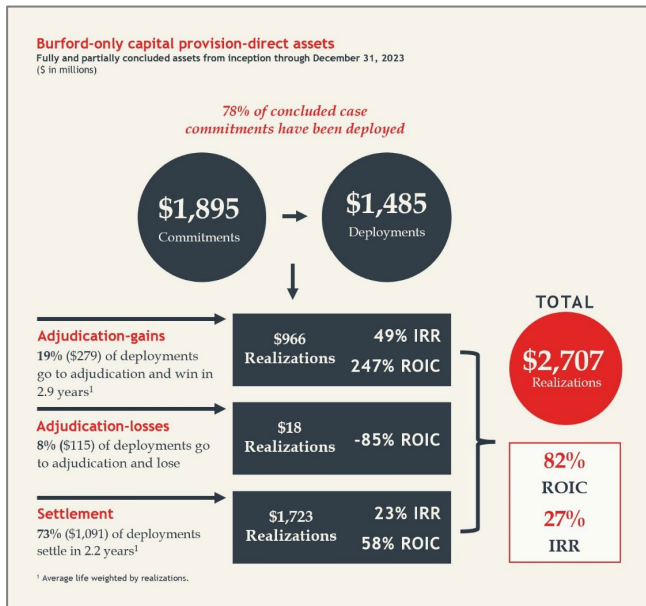 Burford-only capital provision-direct assets
Fully and partially concluded assets from inception through December 31, 2023
($ in millions)
78% of concluded case
commitments have been deployed
$1,895
Commitments
$1,485
Deployments
Adjudication-gains
19% ($279) of deployments
go to adjudication and win in
2.9 years¹
$966
Realizations
49% IRR
247% ROIC
Adjudication-losses
8% ($115) of deployments go
to adjudication and lose
$18
Realizations
-85% ROIC
Settlement
73% ($1,091) of deployments
settle in 2.2 years¹
$1,723
Realizations
23% IRR
58% ROIC
TOTAL
$2,707
Realizations
82%
ROIC
27%
IRR
¹ Average life weighted by realizations.